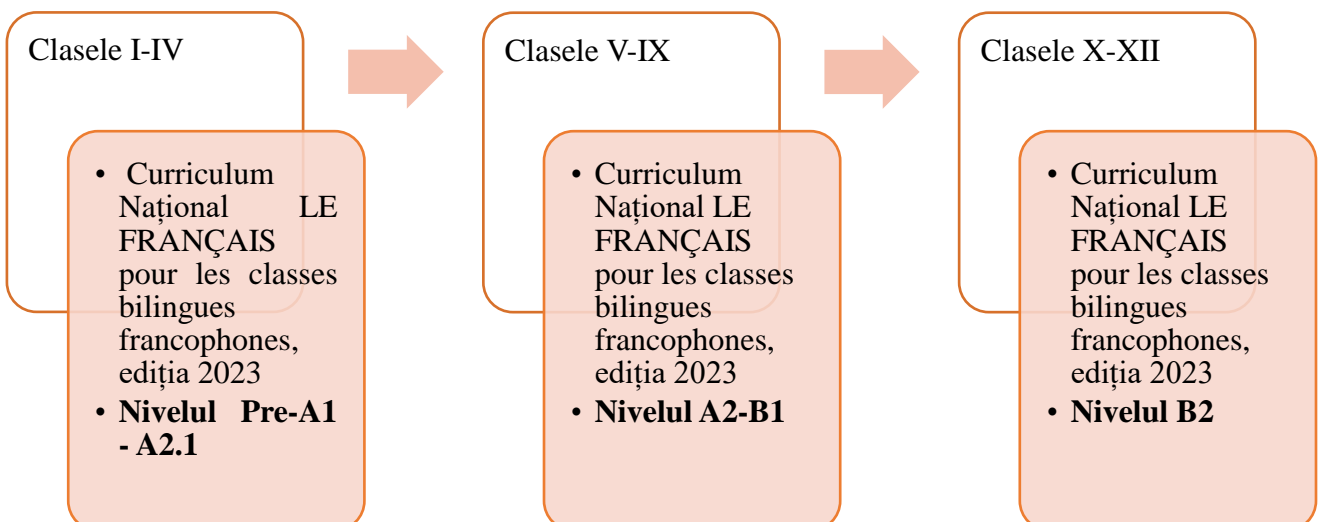 Clasele I-IV
• Curriculum
Național LE
FRANÇAIS
pour les classes
bilingues
francophones,
ediția 2023
• Nivelul Pre-A1
- A2.1
Clasele V-IX
• Curriculum
Național LE
FRANÇAIS
pour les classes
bilingues
francophones,
ediția 2023
• Nivelul A2-B1
Clasele X-XII
• Curriculum
Național LE
FRANÇAIS
pour les classes
bilingues
francophones,
ediția 2023
• Nivelul B2